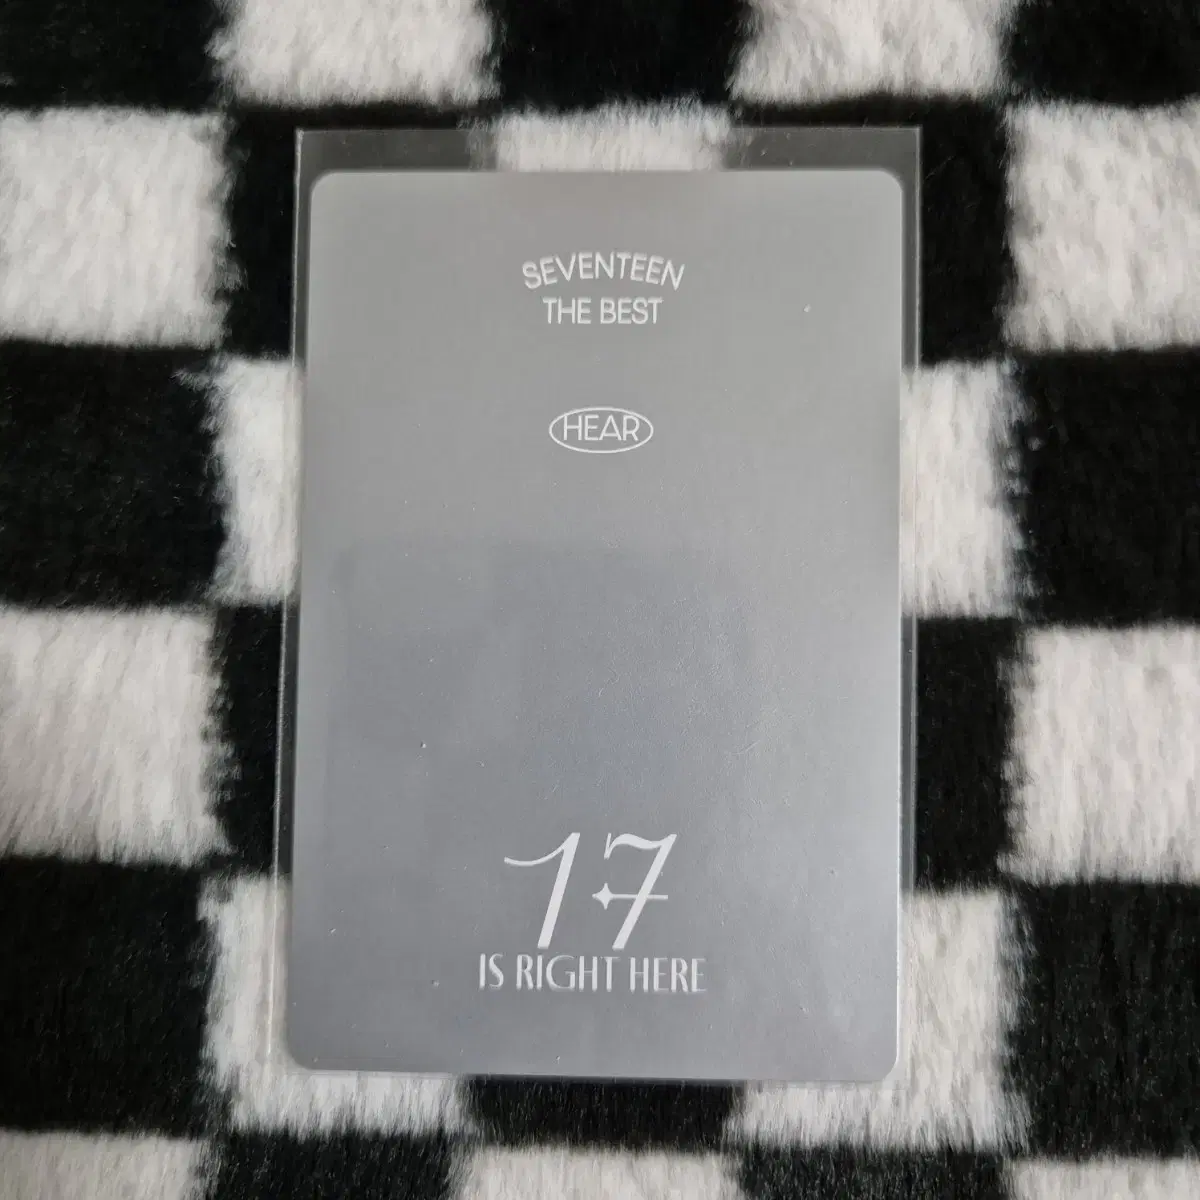 SEVENTEEN
THE BEST
HEAR
17
IS RIGHT HERE